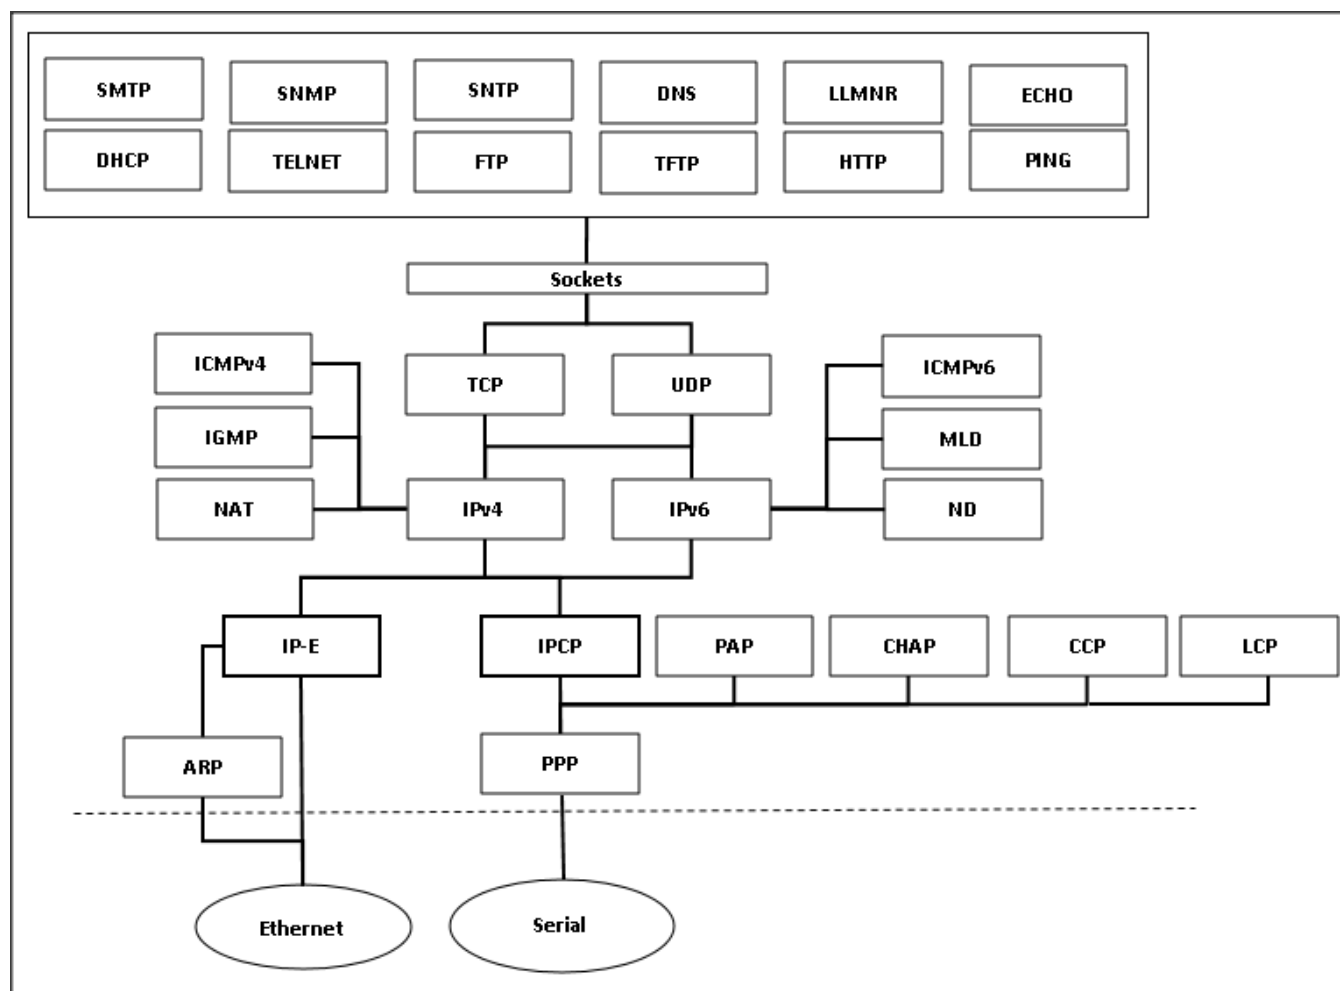 SMTP
SNMP
SNTP
DNS
LLMNR
ECHO
DHCP
TELNET
FTP
TFTP
HTTP
PING
Sockets
ICMPv4
TCP
UDP
ICMPv6
IGMP
MLD
NAT
IPv4
IPv6
ND
IP-E
IPCP
PAP
CHAP
CCP
LCP
ARP
PPP
Ethernet
Serial